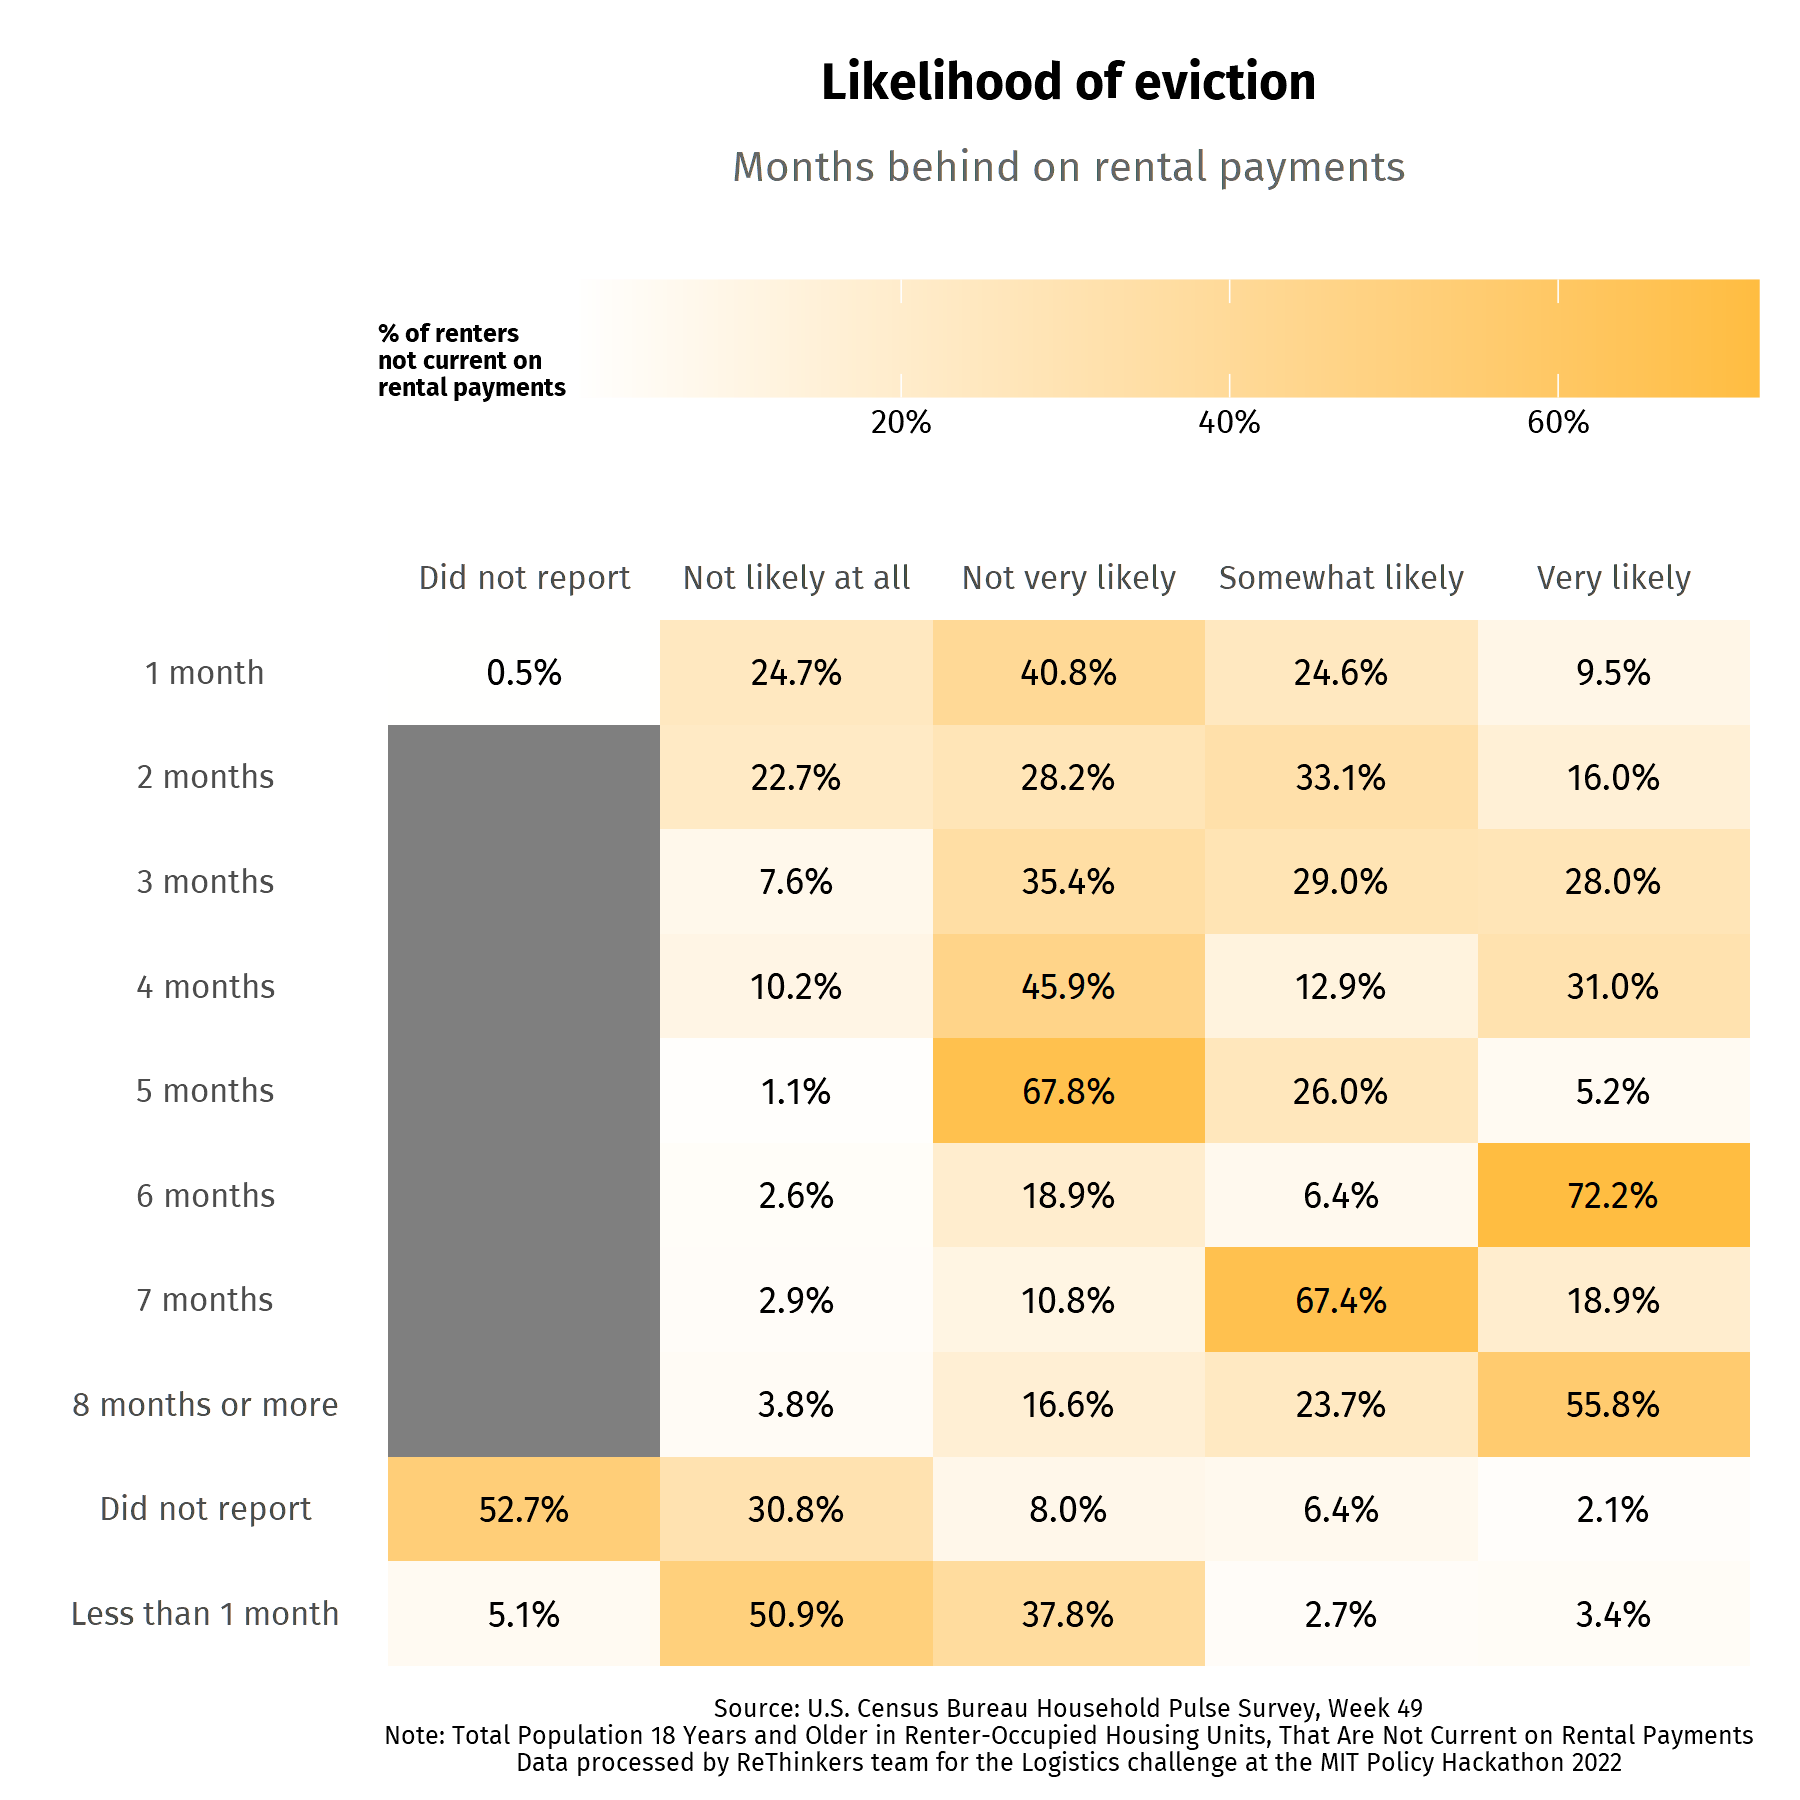 Likelihood of eviction
Months behind on rental payments
% of renters
not current on
rental payments
20% 40% 60%
Did not report Not likely at all Not very likely Somewhat likely Very likely
1 month 0.5% 24.7% 40.8% 24.6% 9.5%
2 months 22.7% 28.2% 33.1% 16.0%
3 months 7.6% 35.4% 29.0% 28.0%
4 months 10.2% 45.9% 12.9% 31.0%
5 months 1.1% 67.8% 26.0% 5.2%
6 months 2.6% 18.9% 6.4% 72.2%
7 months 2.9% 10.8% 67.4% 18.9%
8 months or more 3.8% 16.6% 23.7% 55.8%
Did not report 52.7% 30.8% 8.0% 6.4% 2.1%
Less than 1 month 5.1% 50.9% 37.8% 2.7% 3.4%
Source: U.S. Census Bureau Household Pulse Survey, Week 49
Note: Total Population 18 Years and Older in Renter-Occupied Housing Units, That Are Not Current on Rental Payments
Data processed by ReThinkers team for the Logistics challenge at the MIT Policy Hackathon 2022